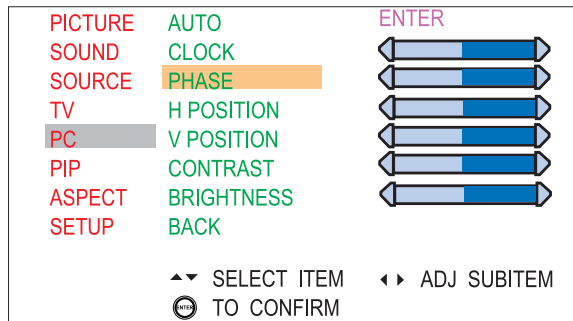 PICTURE AUTO ENTER
SOUND CLOCK
SOURCE PHASE
TV H POSITION
PC V POSITION
PIP CONTRAST
ASPECT BRIGHTNESS
SETUP BACK
SELECT ITEM ADJ SUBITEM
ENTER TO CONFIRM